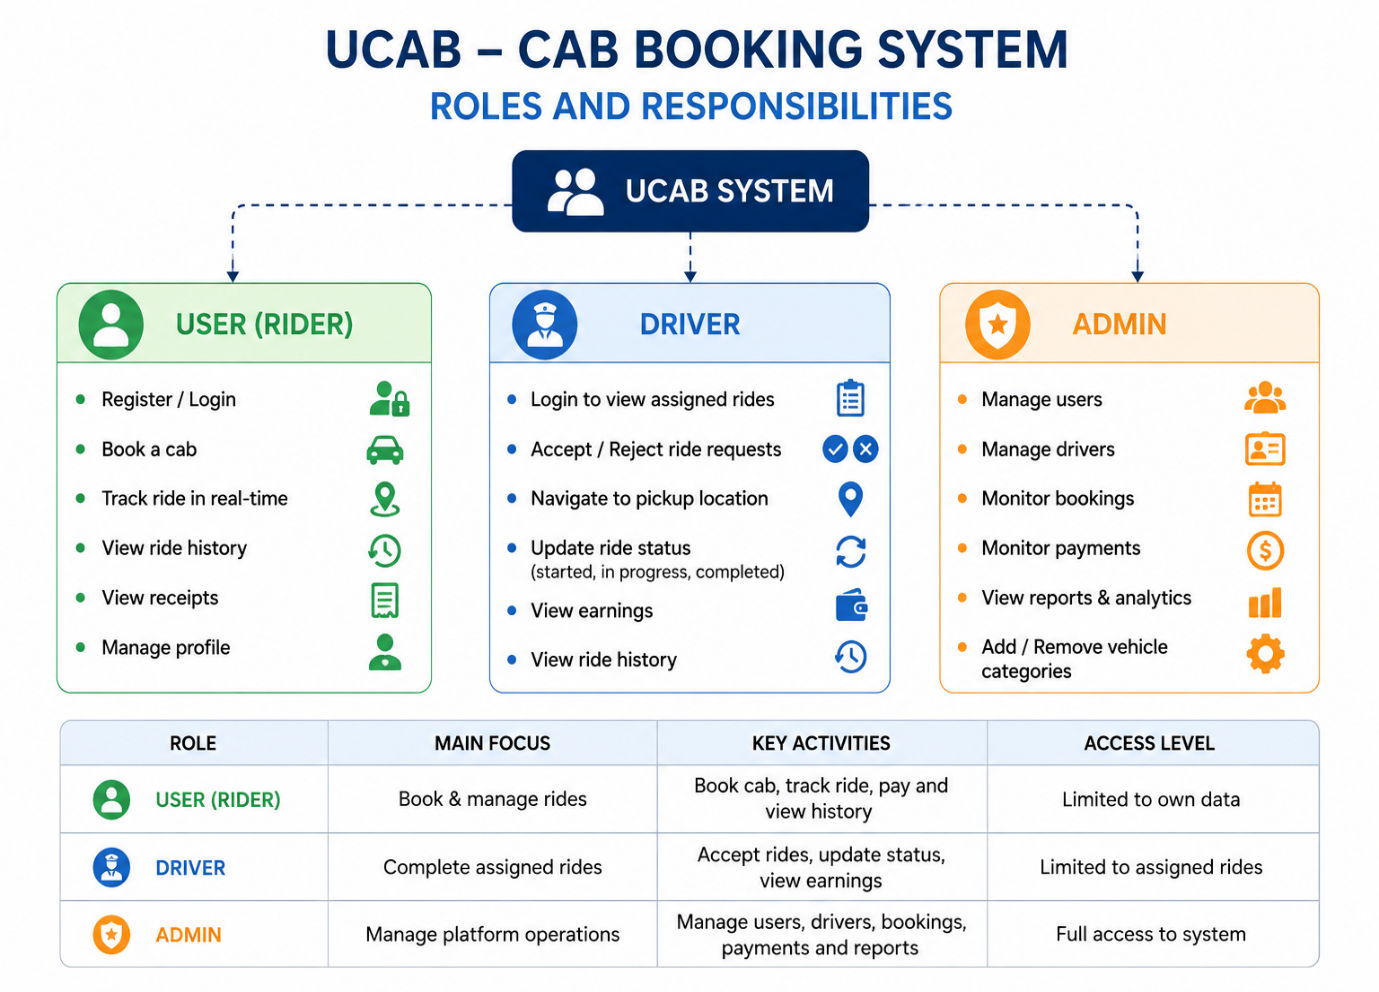 UCAB – CAB BOOKING SYSTEM
ROLES AND RESPONSIBILITIES
UCAB SYSTEM
USER (RIDER)
Register / Login
Book a cab
Track ride in real-time
View ride history
View receipts
Manage profile
DRIVER
Login to view assigned rides
Accept / Reject ride requests
Navigate to pickup location
Update ride status
(started, in progress, completed)
View earnings
View ride history
ADMIN
Manage users
Manage drivers
Monitor bookings
Monitor payments
$
View reports & analytics
Add / Remove vehicle
categories
ROLE MAIN FOCUS KEY ACTIVITIES ACCESS LEVEL
USER (RIDER) Book & manage rides Book cab, track ride, pay and
view history Limited to own data
DRIVER Complete assigned rides Accept rides, update status,
view earnings Limited to assigned rides
ADMIN Manage platform operations Manage users, drivers, bookings,
payments and reports Full access to system